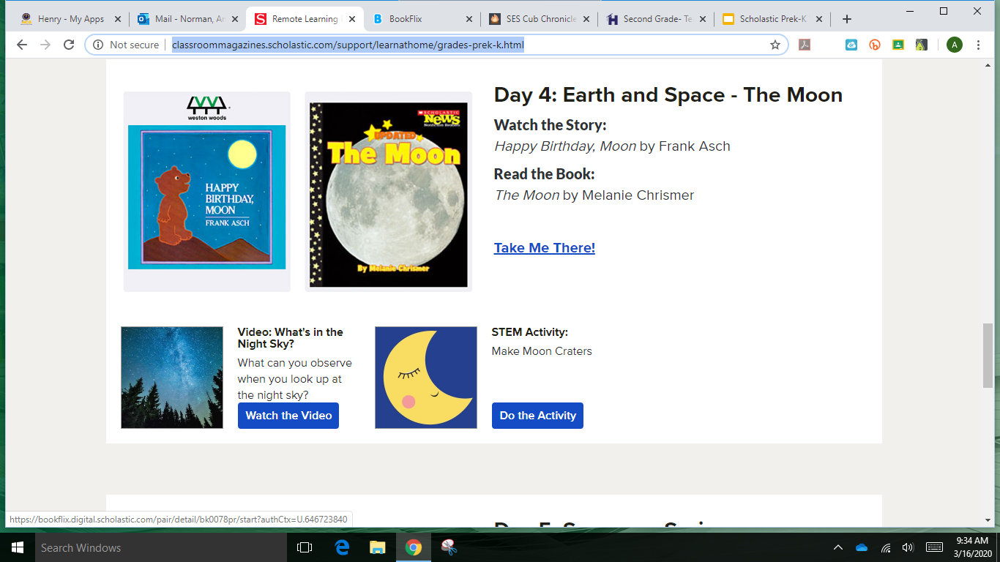 Henry - My Apps
Mail - Norman, An
Remote Learning
BookFlix
SES Cub Chronicle
Second Grade- Te
Scholastic Prek-K
Not secure
classroommagazines.scholastic.com/support/learnathome/grades-prek-k.html
A
weston woods
HAPPY
BIRTHDAY,
MOON
FRANK ASCH
SCHOLASTIC
News
Nonfiction Readers
UPDATED
The Moon
By Melanie Chrismer
Day 4: Earth and Space - The Moon
Watch the Story:
Happy Birthday, Moon by Frank Asch
Read the Book:
The Moon by Melanie Chrismer
Take Me There!
Video: What's in the
Night Sky?
What can you observe
when you look up at
the night sky?
Watch the Video
STEM Activity:
Make Moon Craters
Do the Activity
https://bookflix.digital.scholastic.com/pair/detail/bk0078pr/start?authCtx=U.646723840
Search Windows
9:34 AM
3/16/2020